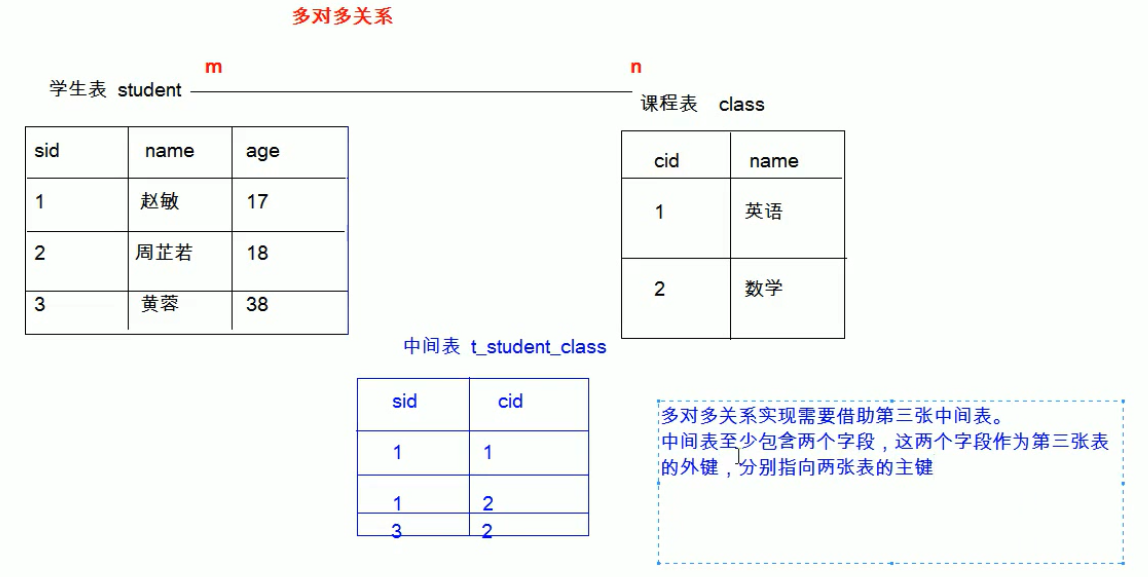 多对多关系
m
n
学生表 student
课程表 class
sid name age
1 赵敏 17
2 周芷若 18
3 黄蓉 38
cid name
1 英语
2 数学
中间表 t_student_class
sid cid
1 1
1 2
3 2
多对多关系实现需要借助第三张中间表。
中间表至少包含两个字段，这两个字段作为第三张表
的外键，分别指向两张表的主键